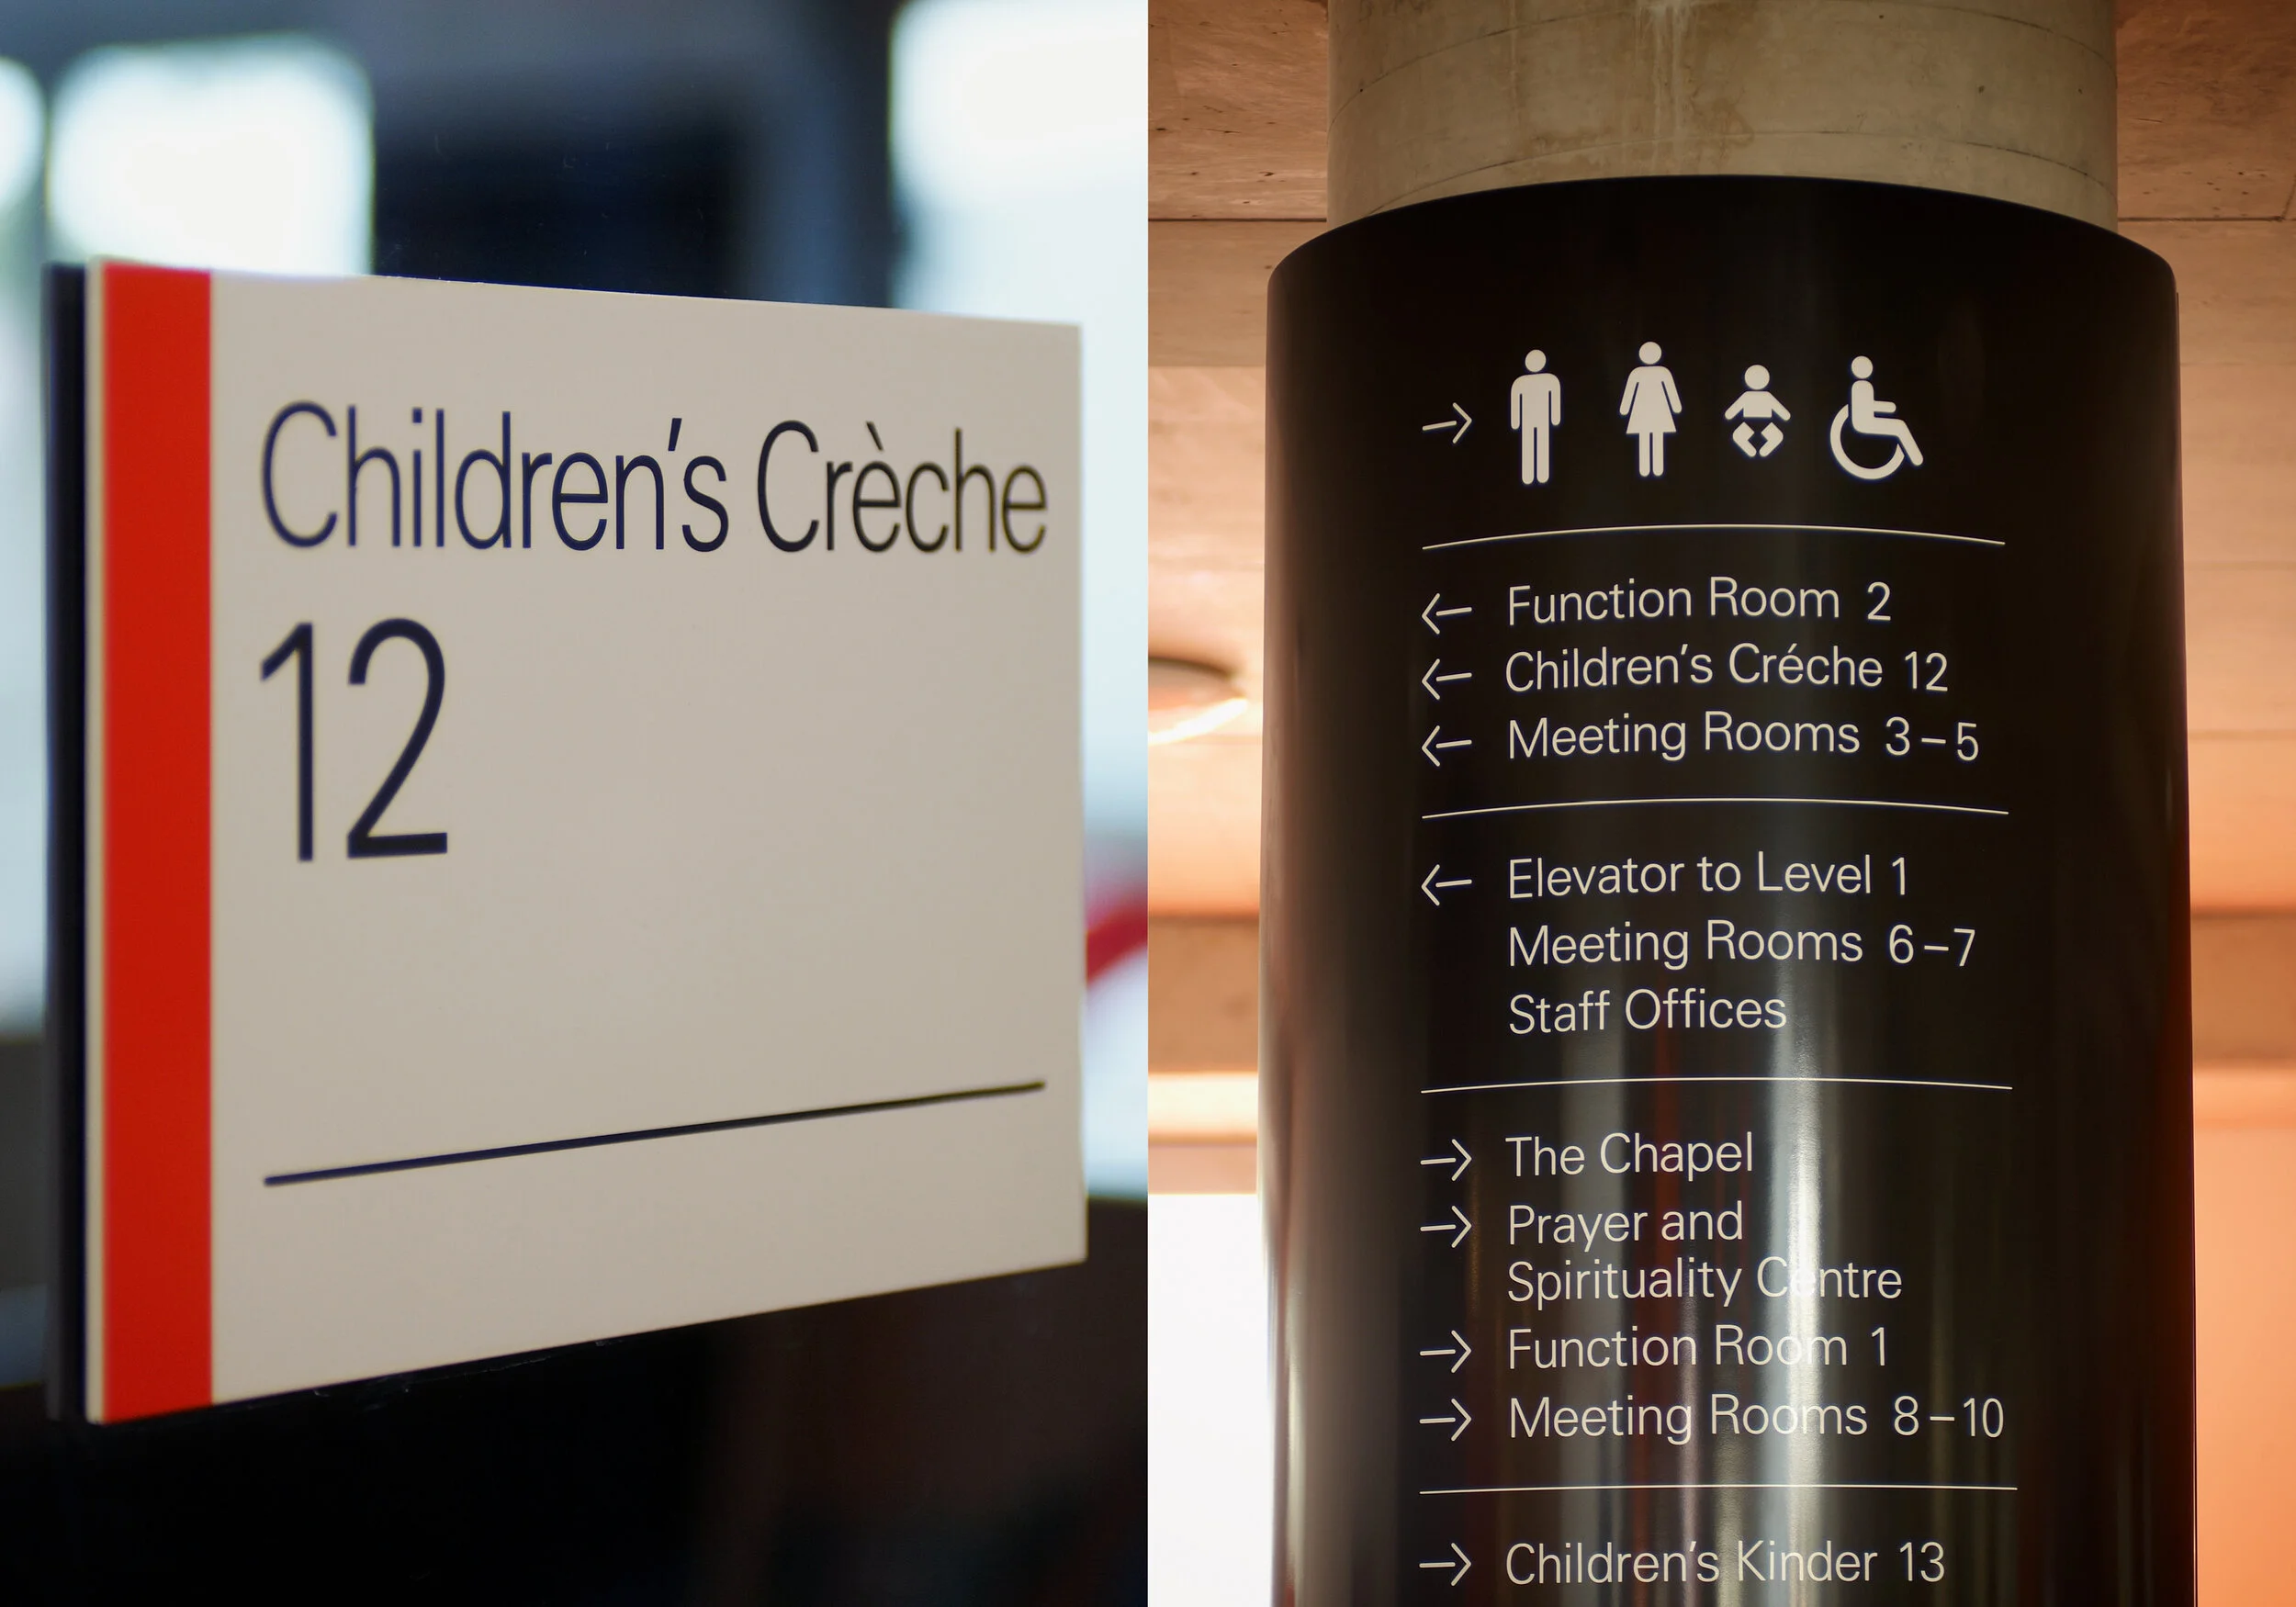 Children's Crèche
12
→
← Function Room 2
← Children's Créche 12
← Meeting Rooms 3–5
← Elevator to Level 1
Meeting Rooms 6–7
Staff Offices
→ The Chapel
→ Prayer and
Spirituality Centre
→ Function Room 1
→ Meeting Rooms 8–10
→ Children's Kinder 13